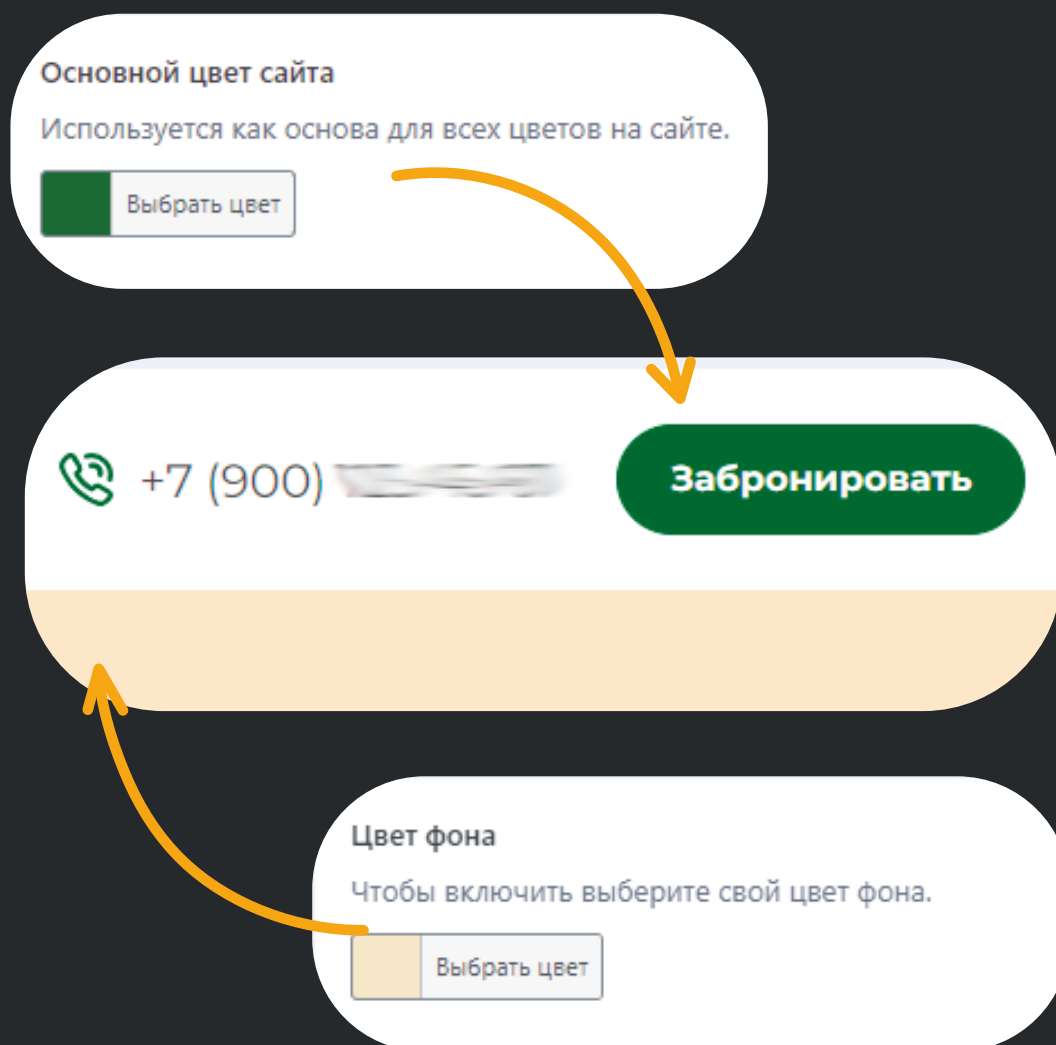 Основной цвет сайта
Используется как основа для всех цветов на сайте.
Выбрать цвет
+7 (900)
Забронировать
Цвет фона
Чтобы включить выберите свой цвет фона.
Выбрать цвет